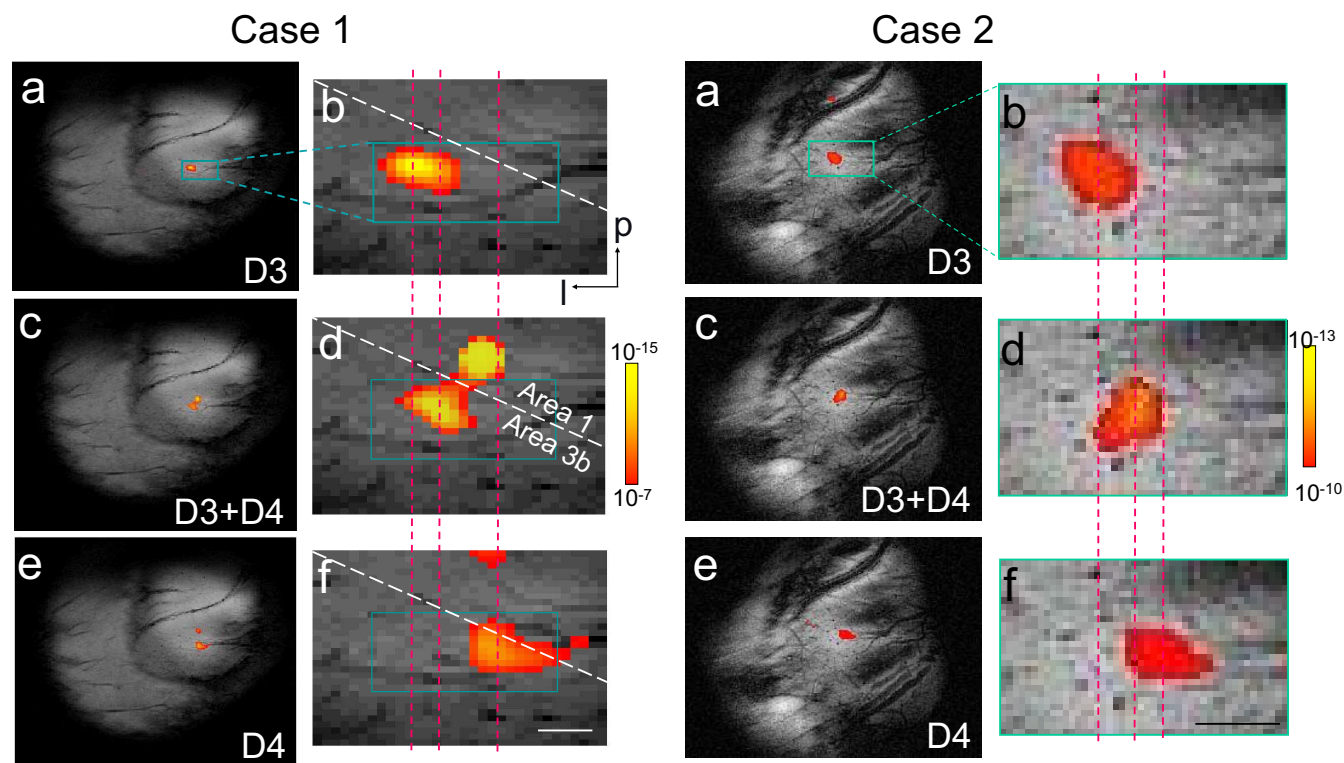 Case 1
Case 2
a
D3
b
p
l
c
D3+D4
d
Area 1
Area 3b
10-15
10-7
e
D4
f
a
D3
b
c
D3+D4
d
10-13
10-10
e
D4
f